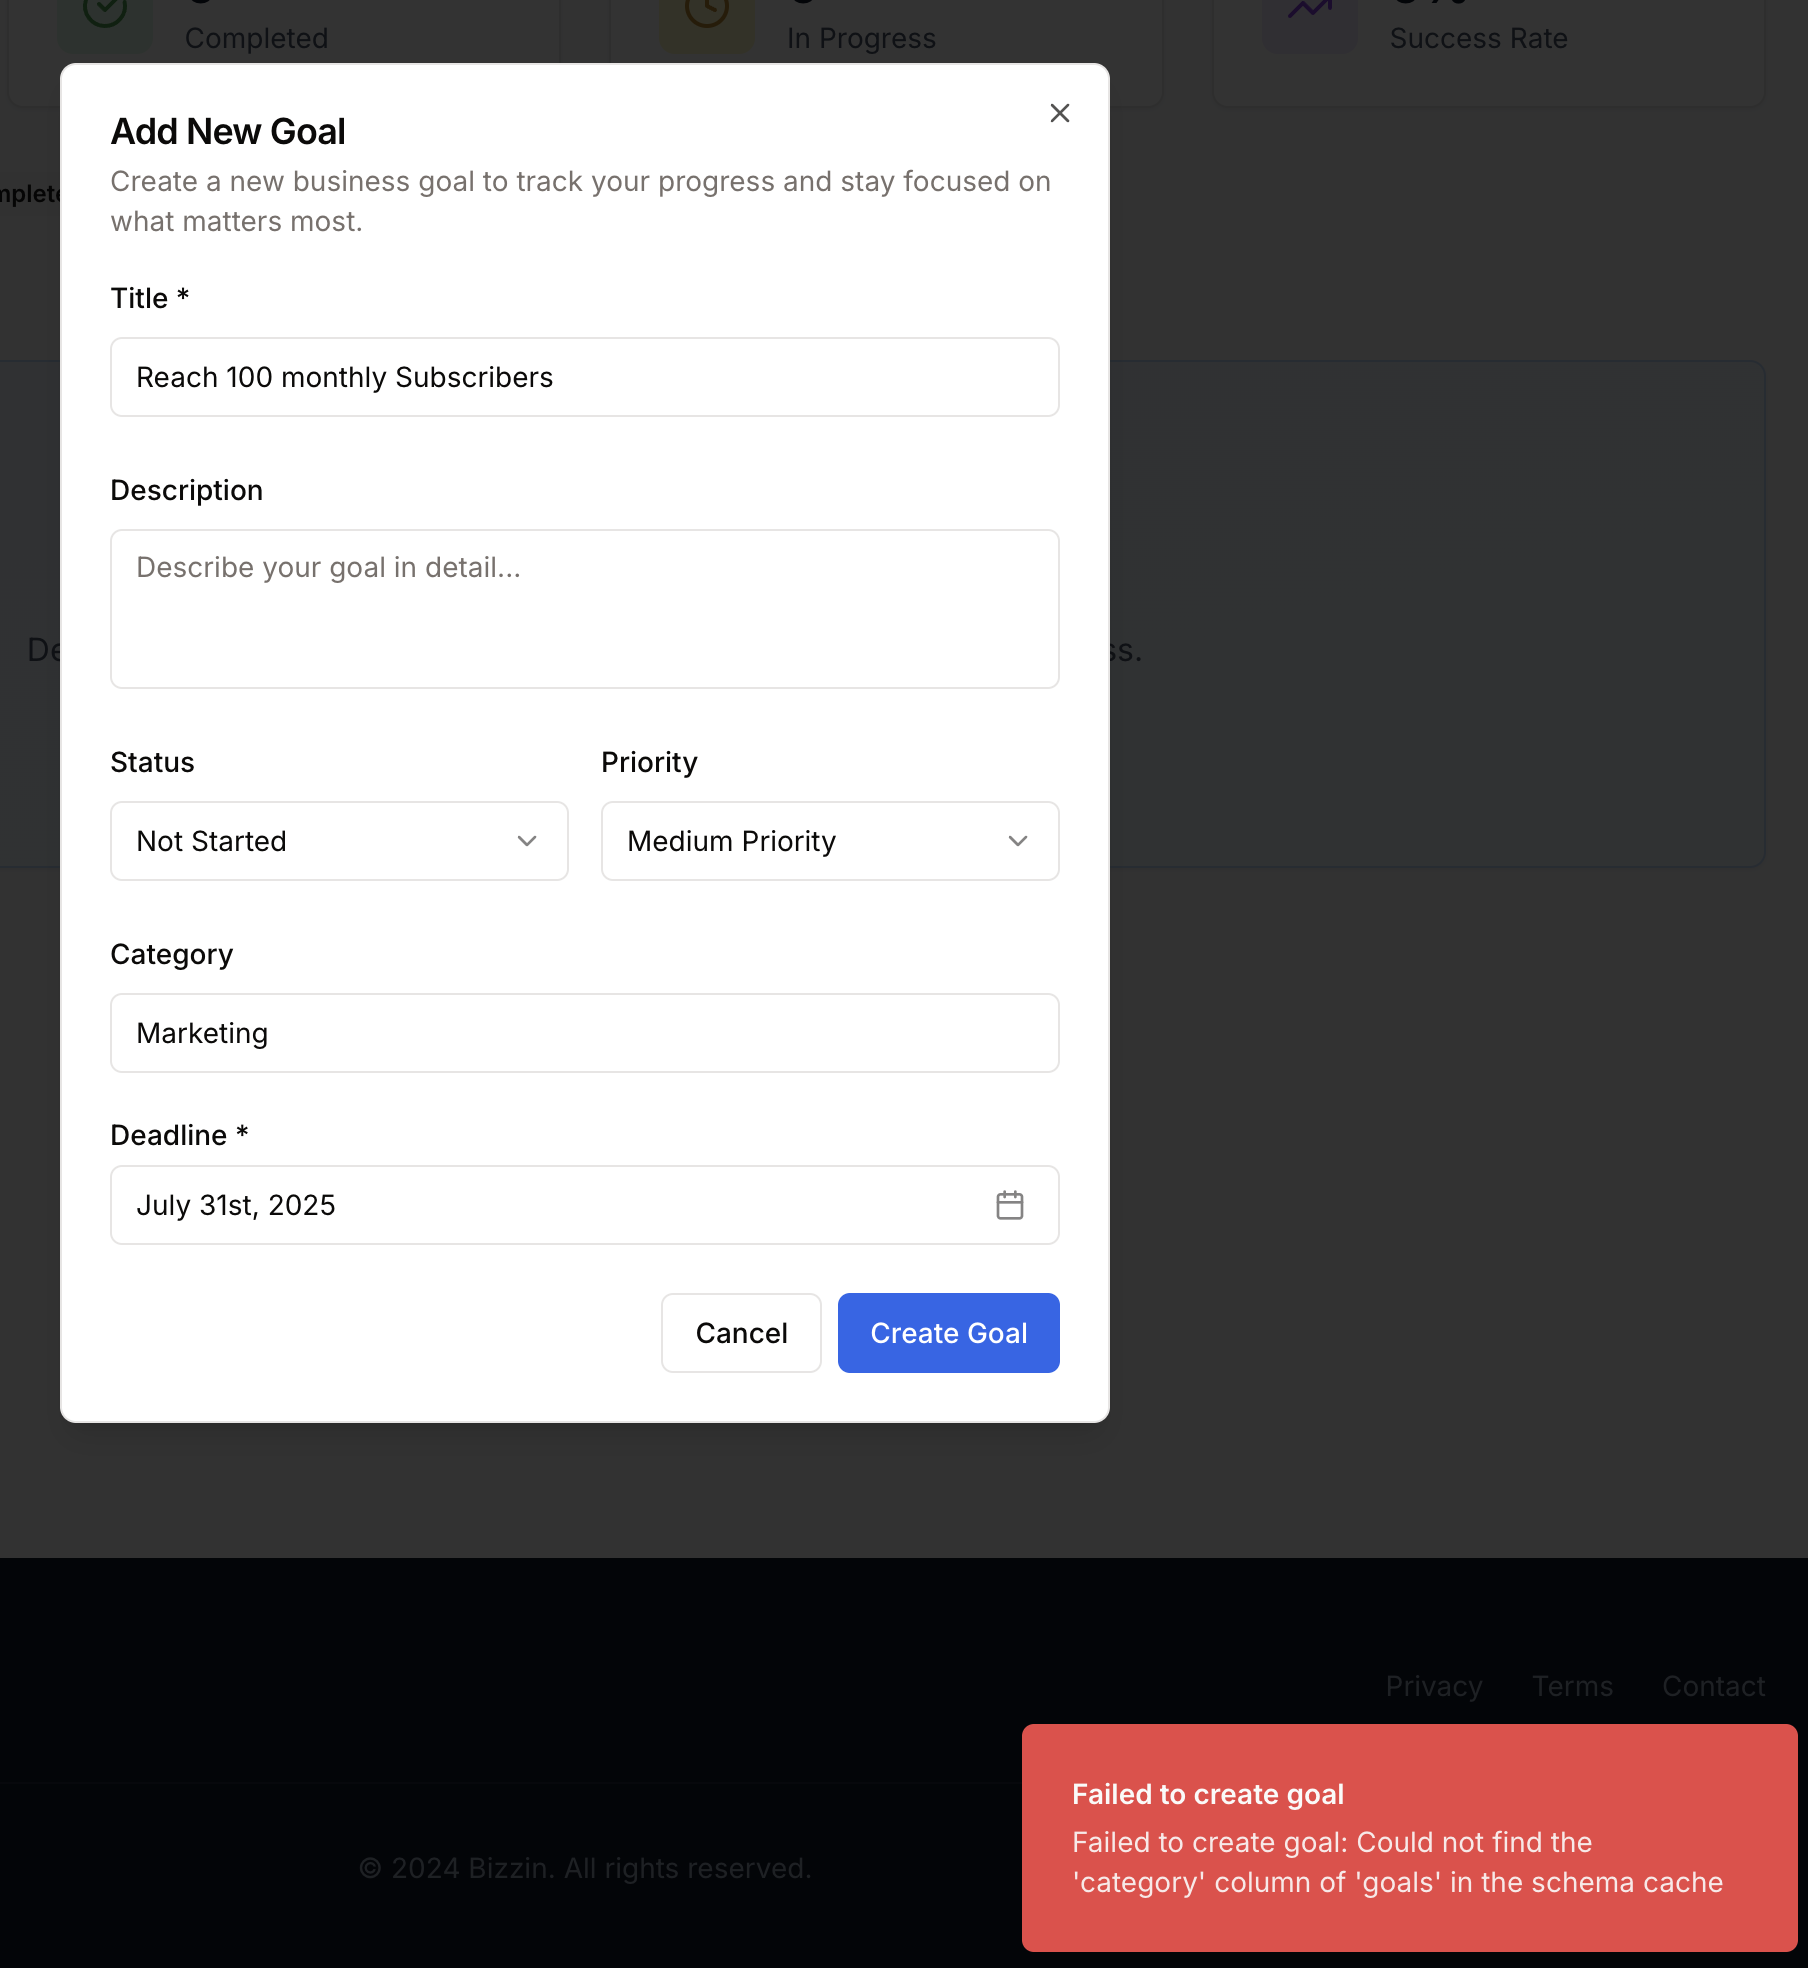 Completed
In Progress
Success Rate
Add New Goal
Create a new business goal to track your progress and stay focused on
what matters most.
Title *
Reach 100 monthly Subscribers
Description
Describe your goal in detail...
Status
Priority
Not Started
Medium Priority
Category
Marketing
Deadline *
July 31st, 2025
Cancel
Create Goal
Privacy
Terms
Contact
Failed to create goal
Failed to create goal: Could not find the
'category' column of 'goals' in the schema cache
© 2024 Bizzin. All rights reserved.